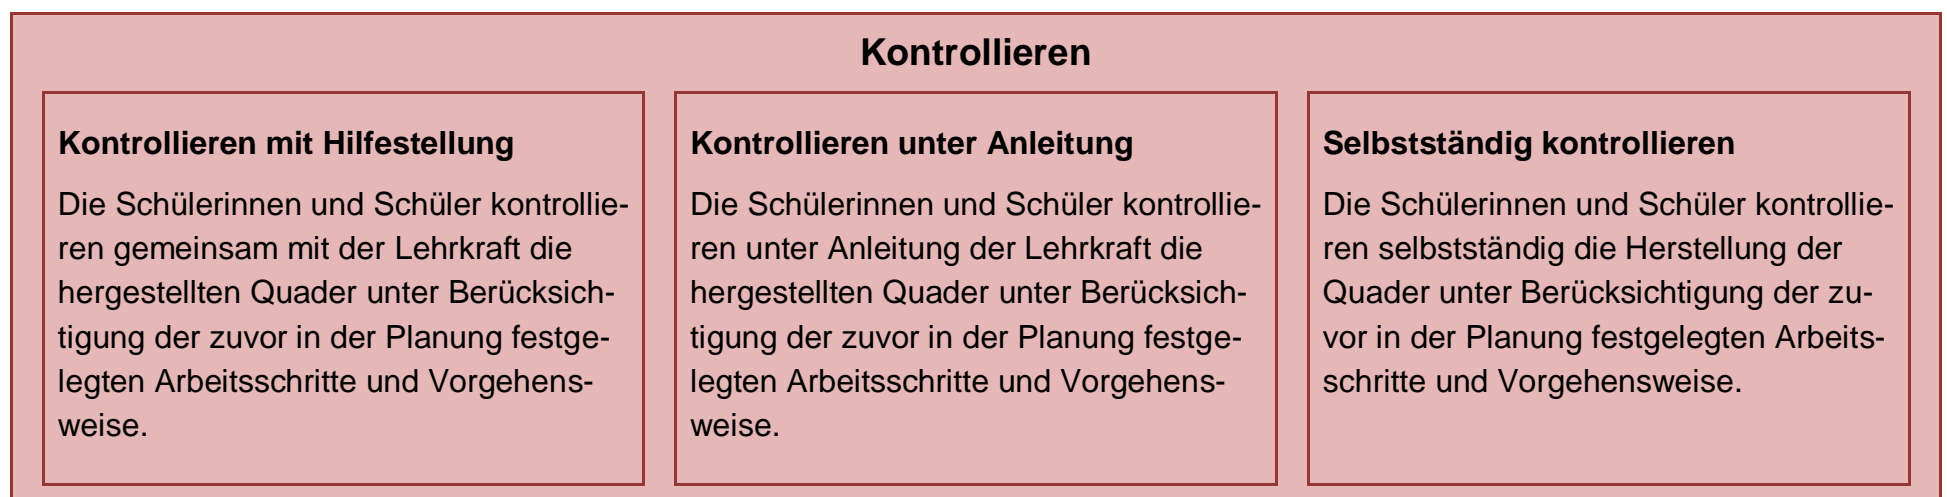 Kontrollieren
Kontrollieren mit Hilfestellung
Die Schülerinnen und Schüler kontrollie-
ren gemeinsam mit der Lehrkraft die
hergestellten Quader unter Berücksich-
tigung der zuvor in der Planung festge-
legten Arbeitsschritte und Vorgehens-
weise.
Kontrollieren unter Anleitung
Die Schülerinnen und Schüler kontrollie-
ren unter Anleitung der Lehrkraft die
hergestellten Quader unter Berücksich-
tigung der zuvor in der Planung festge-
legten Arbeitsschritte und Vorgehens-
weise.
Selbstständig kontrollieren
Die Schülerinnen und Schüler kontrollie-
ren selbstständig die Herstellung der
Quader unter Berücksichtigung der zu-
vor in der Planung festgelegten Arbeits-
schritte und Vorgehensweise.